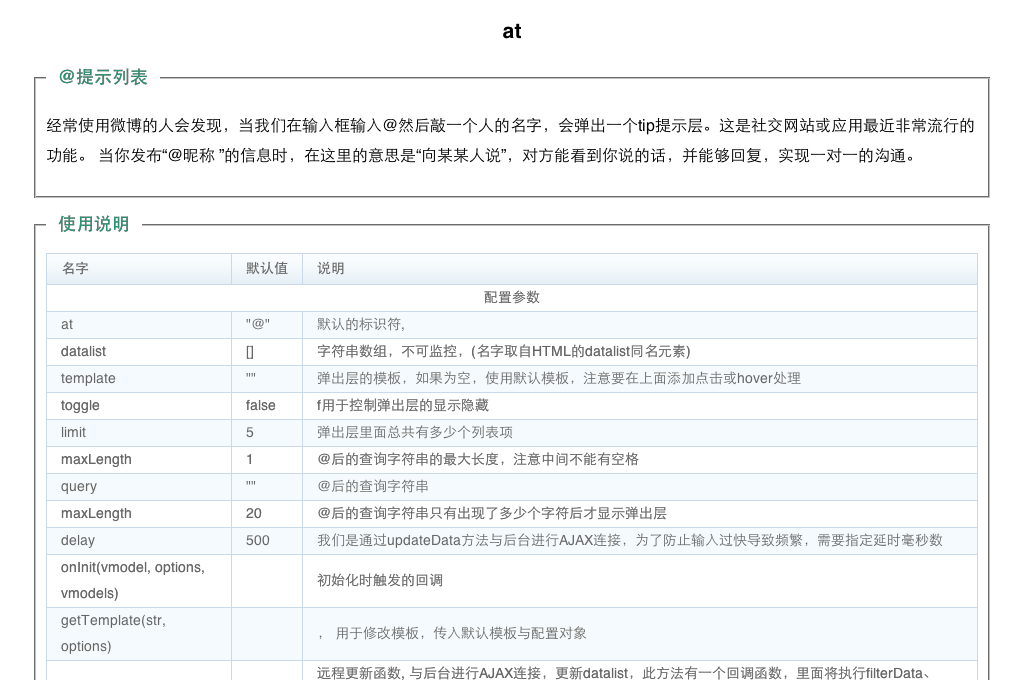 at
@提示列表
经常使用微博的人会发现，当我们在输入框输入@然后敲一个人的名字，会弹出一个tip提示层。这是社交网站或应用最近非常流行的
功能。 当你发布“@昵称 ”的信息时，在这里的意思是“向某某人说”，对方能看到你说的话，并能够回复，实现一对一的沟通。
使用说明
名字 默认值 说明
配置参数
at "@" 默认的标识符,
datalist [] 字符串数组，不可监控，(名字取自HTML的datalist同名元素)
template "" 弹出层的模板，如果为空，使用默认模板，注意要在上面添加点击或hover处理
toggle false f用于控制弹出层的显示隐藏
limit 5 弹出层里面总共有多少个列表项
maxLength 1 @后的查询字符串的最大长度，注意中间不能有空格
query "" @后的查询字符串
maxLength 20 @后的查询字符串只有出现了多少个字符后才显示弹出层
delay 500 我们是通过updateData方法与后台进行AJAX连接，为了防止输入过快导致频繁，需要指定延时毫秒数
onInit(vmodel, options,
vmodels) 初始化时触发的回调
getTemplate(str,
options) ， 用于修改模板，传入默认模板与配置对象
远程更新函数, 与后台进行AJAX连接，更新datalist，此方法有一个回调函数，里面将执行filterData、